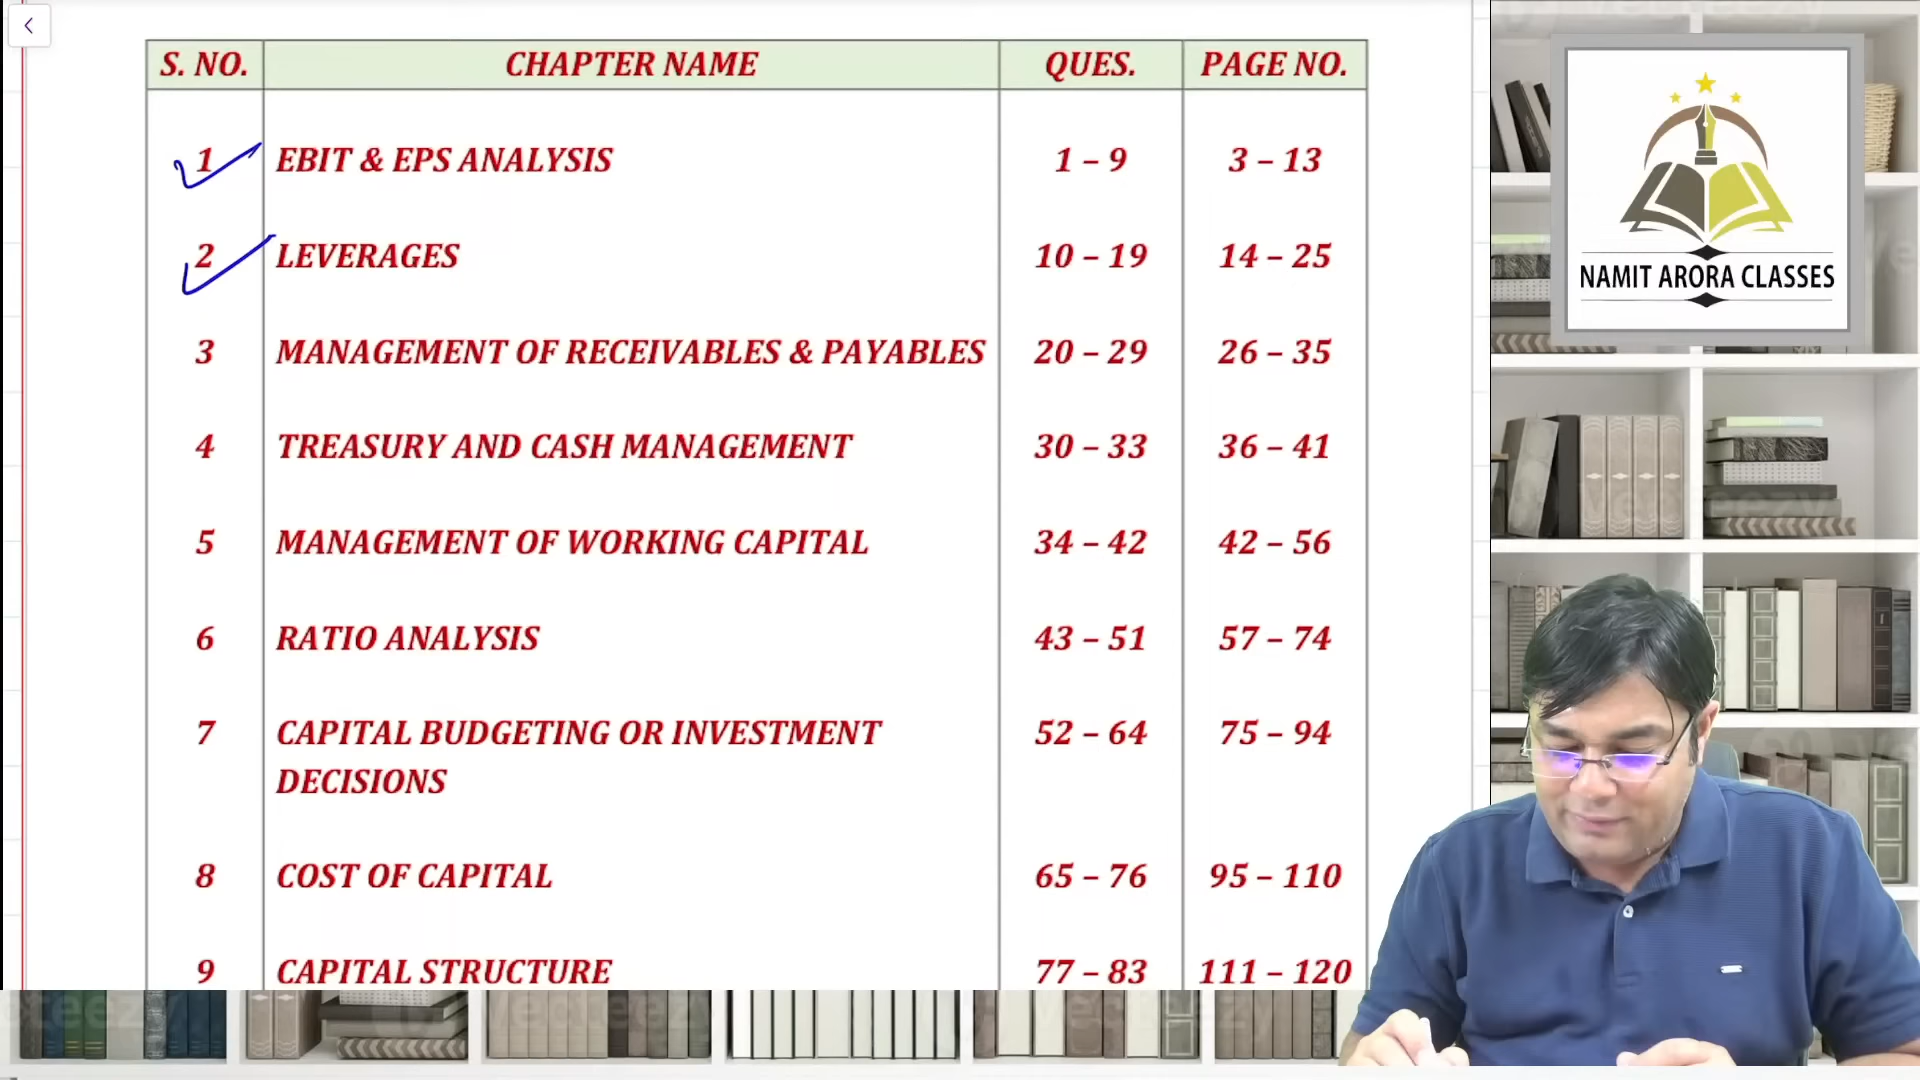 S. NO. CHAPTER NAME QUES. PAGE NO.
1 EBIT & EPS ANALYSIS 1 – 9 3 – 13
2 LEVERAGES 10 – 19 14 – 25
3 MANAGEMENT OF RECEIVABLES & PAYABLES 20 – 29 26 – 35
4 TREASURY AND CASH MANAGEMENT 30 – 33 36 – 41
5 MANAGEMENT OF WORKING CAPITAL 34 – 42 42 – 56
6 RATIO ANALYSIS 43 – 51 57 – 74
7 CAPITAL BUDGETING OR INVESTMENT 52 – 64 75 – 94
DECISIONS
8 COST OF CAPITAL 65 – 76 95 – 110
9 CAPITAL STRUCTURE 77 – 83 111 – 120
NAMIT ARORA CLASSES